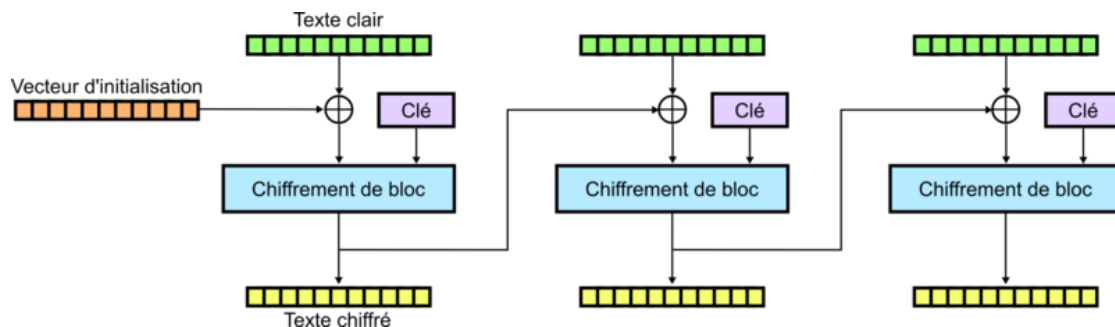 Texte clair
Vecteur d'initialisation
Clé
Clé
Clé
Chiffrement de bloc
Chiffrement de bloc
Chiffrement de bloc
Texte chiffré